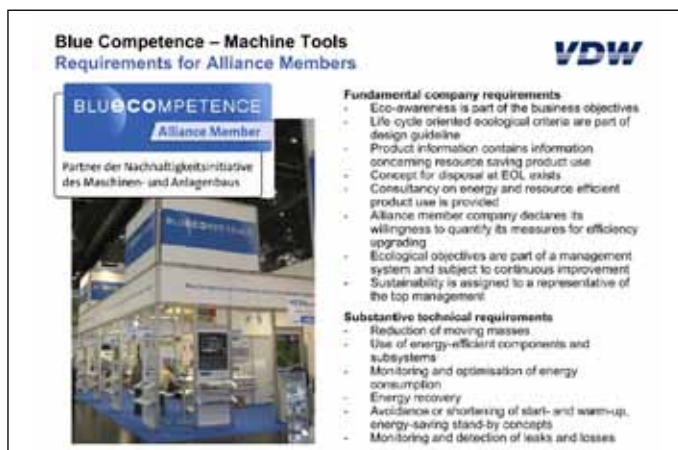 Blue Competence – Machine Tools
Requirements for Alliance Members
VDW
BLUECOMPETENCE
Alliance Member
Partner der Nachhaltigkeitsinitiative
des Maschinen- und Anlagenbaus
BLUECOMPETENCE
Fundamental company requirements
- Eco-awareness is part of the business objectives
- Life cycle oriented ecological criteria are part of
design guideline
- Product information contains information
concerning resource saving product use
- Concept for disposal at EOL exists
- Consultancy on energy and resource efficient
product use is provided
- Alliance member company declares its
willingness to quantify its measures for efficiency
upgrading
- Ecological objectives are part of a management
system and subject to continuous improvement
- Sustainability is assigned to a representative of
the top management
Substantive technical requirements
- Reduction of moving masses
- Use of energy-efficient components and
subsystems
- Monitoring and optimisation of energy
consumption
- Energy recovery
- Avoidance or shortening of start- and warm-up,
energy-saving stand-by concepts
- Monitoring and detection of leaks and losses